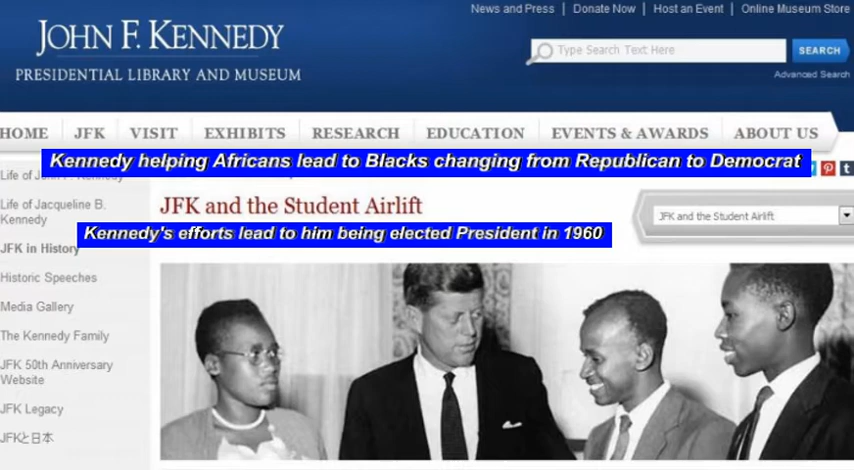 News and Press | Donate Now | Host an Event | Online Museum Store
JOHN F. KENNEDY
PRESIDENTIAL LIBRARY AND MUSEUM
Type Search Text Here
SEARCH
Advanced Search
HOME JFK VISIT EXHIBITS RESEARCH EDUCATION EVENTS & AWARDS ABOUT US
Kennedy helping Africans lead to Blacks changing from Republican to Democrat
Life of John F. Kennedy
Life of Jacqueline B.
Kennedy
JFK and the Student Airlift
JFK and the Student Airlift
Kennedy's efforts lead to him being elected President in 1960
JFK in History
Historic Speeches
Media Gallery
The Kennedy Family
JFK 50th Anniversary
Website
JFK Legacy
JFKと日本